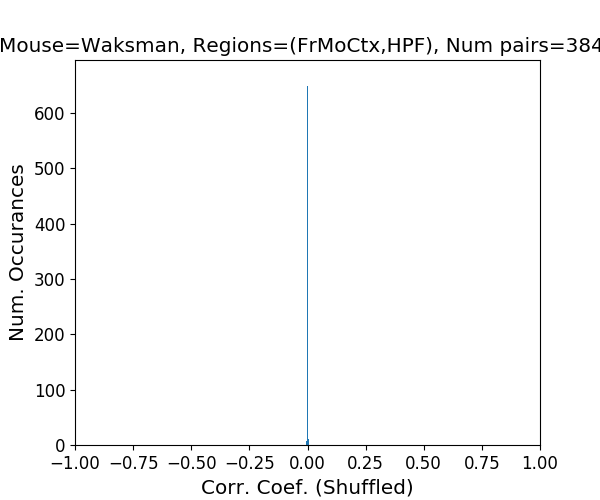 Mouse=Waksman, Regions=(FrMoCtx,HPF), Num pairs=384
600
500
400
300
200
100
0
Num. Occurances
−1.00 −0.75 −0.50 −0.25 0.00 0.25 0.50 0.75 1.00
Corr. Coef. (Shuffled)